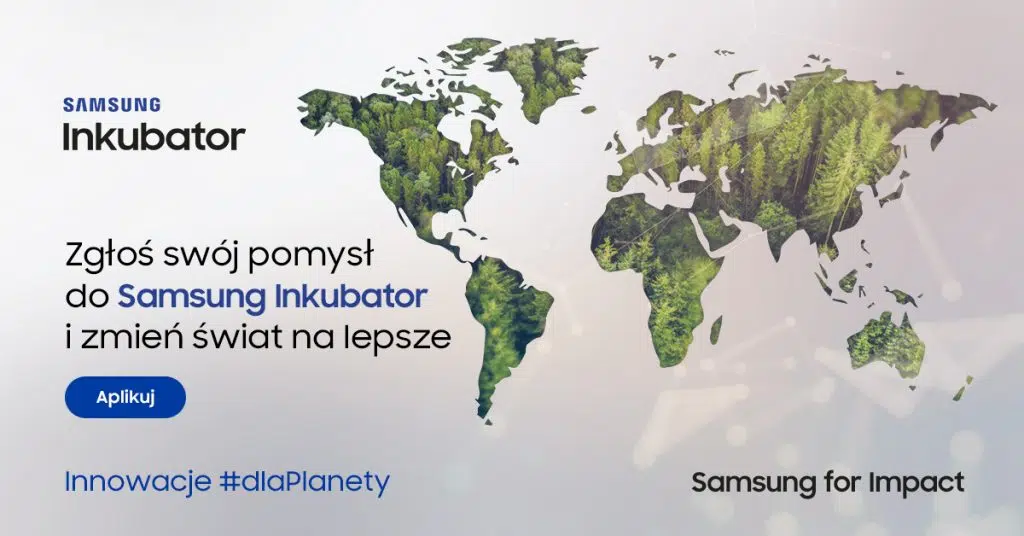 SAMSUNG
Inkubator
Zgłoś swój pomysł
do Samsung Inkubator
i zmień świat na lepsze
Aplikuj
Innowacje #dlaPlanety
Samsung for Impact